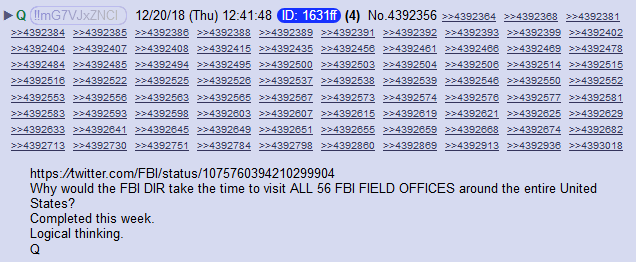 ▶ Q !!mG7VJxZNCI 12/20/18 (Thu) 12:41:48 ID: 1631ff (4) No.4392356 >>4392364 >>4392368 >>4392381
>>4392384 >>4392385 >>4392386 >>4392388 >>4392389 >>4392391 >>4392392 >>4392393 >>4392399 >>4392402
>>4392404 >>4392407 >>4392408 >>4392415 >>4392435 >>4392456 >>4392461 >>4392466 >>4392469 >>4392478
>>4392484 >>4392485 >>4392494 >>4392495 >>4392500 >>4392503 >>4392504 >>4392506 >>4392514 >>4392515
>>4392516 >>4392522 >>4392525 >>4392526 >>4392537 >>4392538 >>4392539 >>4392546 >>4392550 >>4392552
>>4392553 >>4392556 >>4392563 >>4392565 >>4392567 >>4392573 >>4392574 >>4392576 >>4392577 >>4392581
>>4392583 >>4392593 >>4392598 >>4392603 >>4392607 >>4392615 >>4392619 >>4392621 >>4392625 >>4392629
>>4392633 >>4392641 >>4392645 >>4392649 >>4392651 >>4392655 >>4392659 >>4392668 >>4392674 >>4392682
>>4392713 >>4392730 >>4392751 >>4392784 >>4392798 >>4392860 >>4392869 >>4392913 >>4392936 >>4393018
https://twitter.com/FBI/status/1075760394210299904
Why would the FBI DIR take the time to visit ALL 56 FBI FIELD OFFICES around the entire United
States?
Completed this week.
Logical thinking.
Q